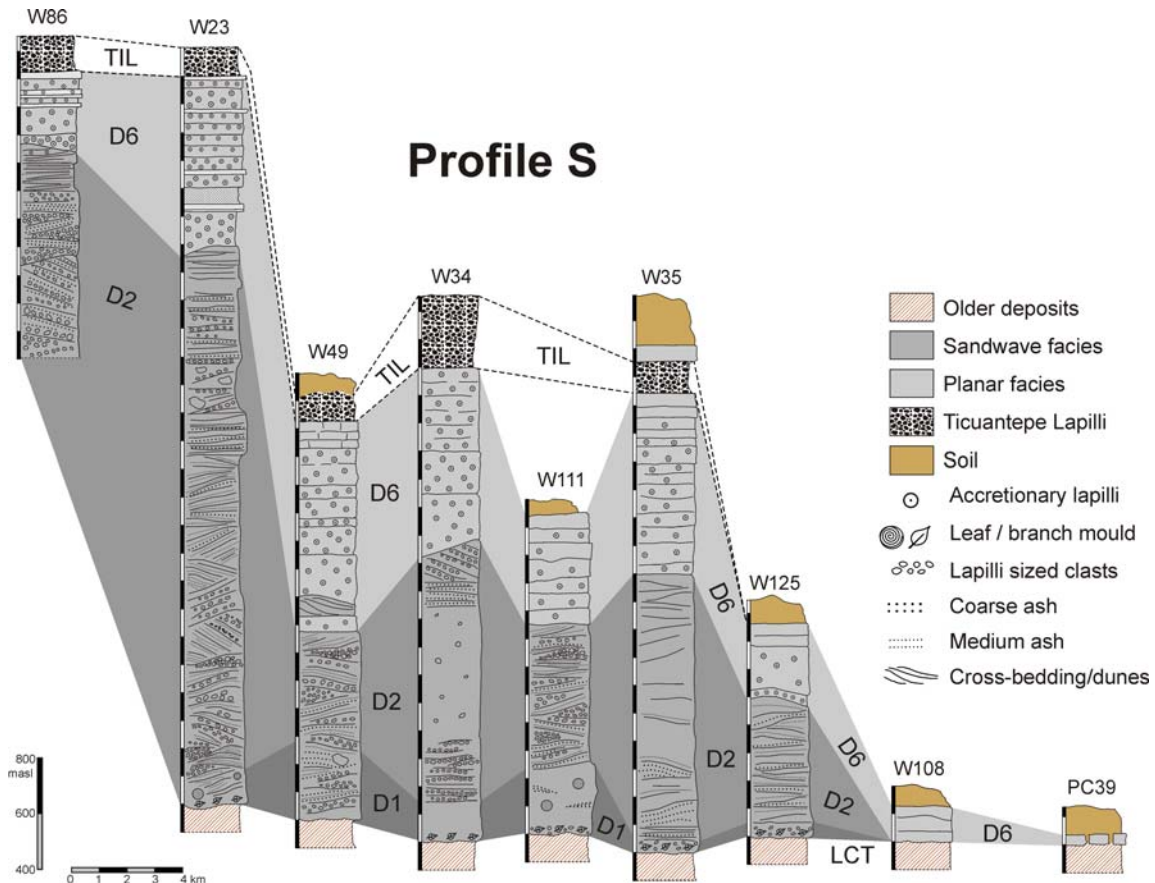 W86
W23
TIL
D6
Profile S
D2
W49
W34
W35
TIL
TIL
D6
W111
D6
W125
D2
D1
D1
D2
D2
D6
LCT
W108
D6
PC39
Older deposits
Sandwave facies
Planar facies
Ticuantepe Lapilli
Soil
Accretionary lapilli
Leaf / branch mould
Lapilli sized clasts
Coarse ash
Medium ash
Cross-bedding/dunes
800
masl
600
400
0 1 2 3 4 km